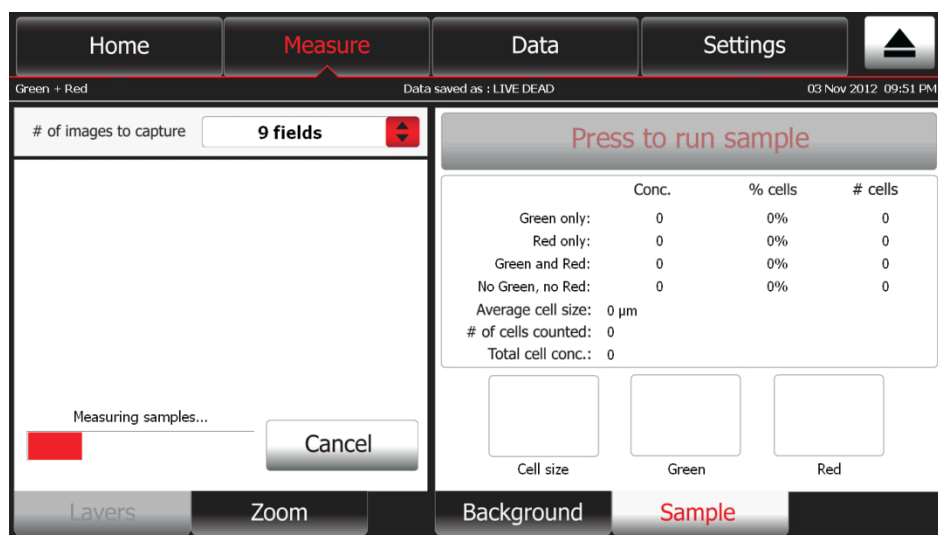 Home Measure Data Settings
Green + Red Data saved as : LIVE DEAD 03 Nov 2012 09:51 PM
# of images to capture 9 fields
Press to run sample
Conc. % cells # cells
Green only: 0 0% 0
Red only: 0 0% 0
Green and Red: 0 0% 0
No Green, no Red: 0 0% 0
Average cell size: 0 µm
# of cells counted: 0
Total cell conc.: 0
Measuring samples...
Cancel
Cell size Green Red
Layers Zoom Background Sample